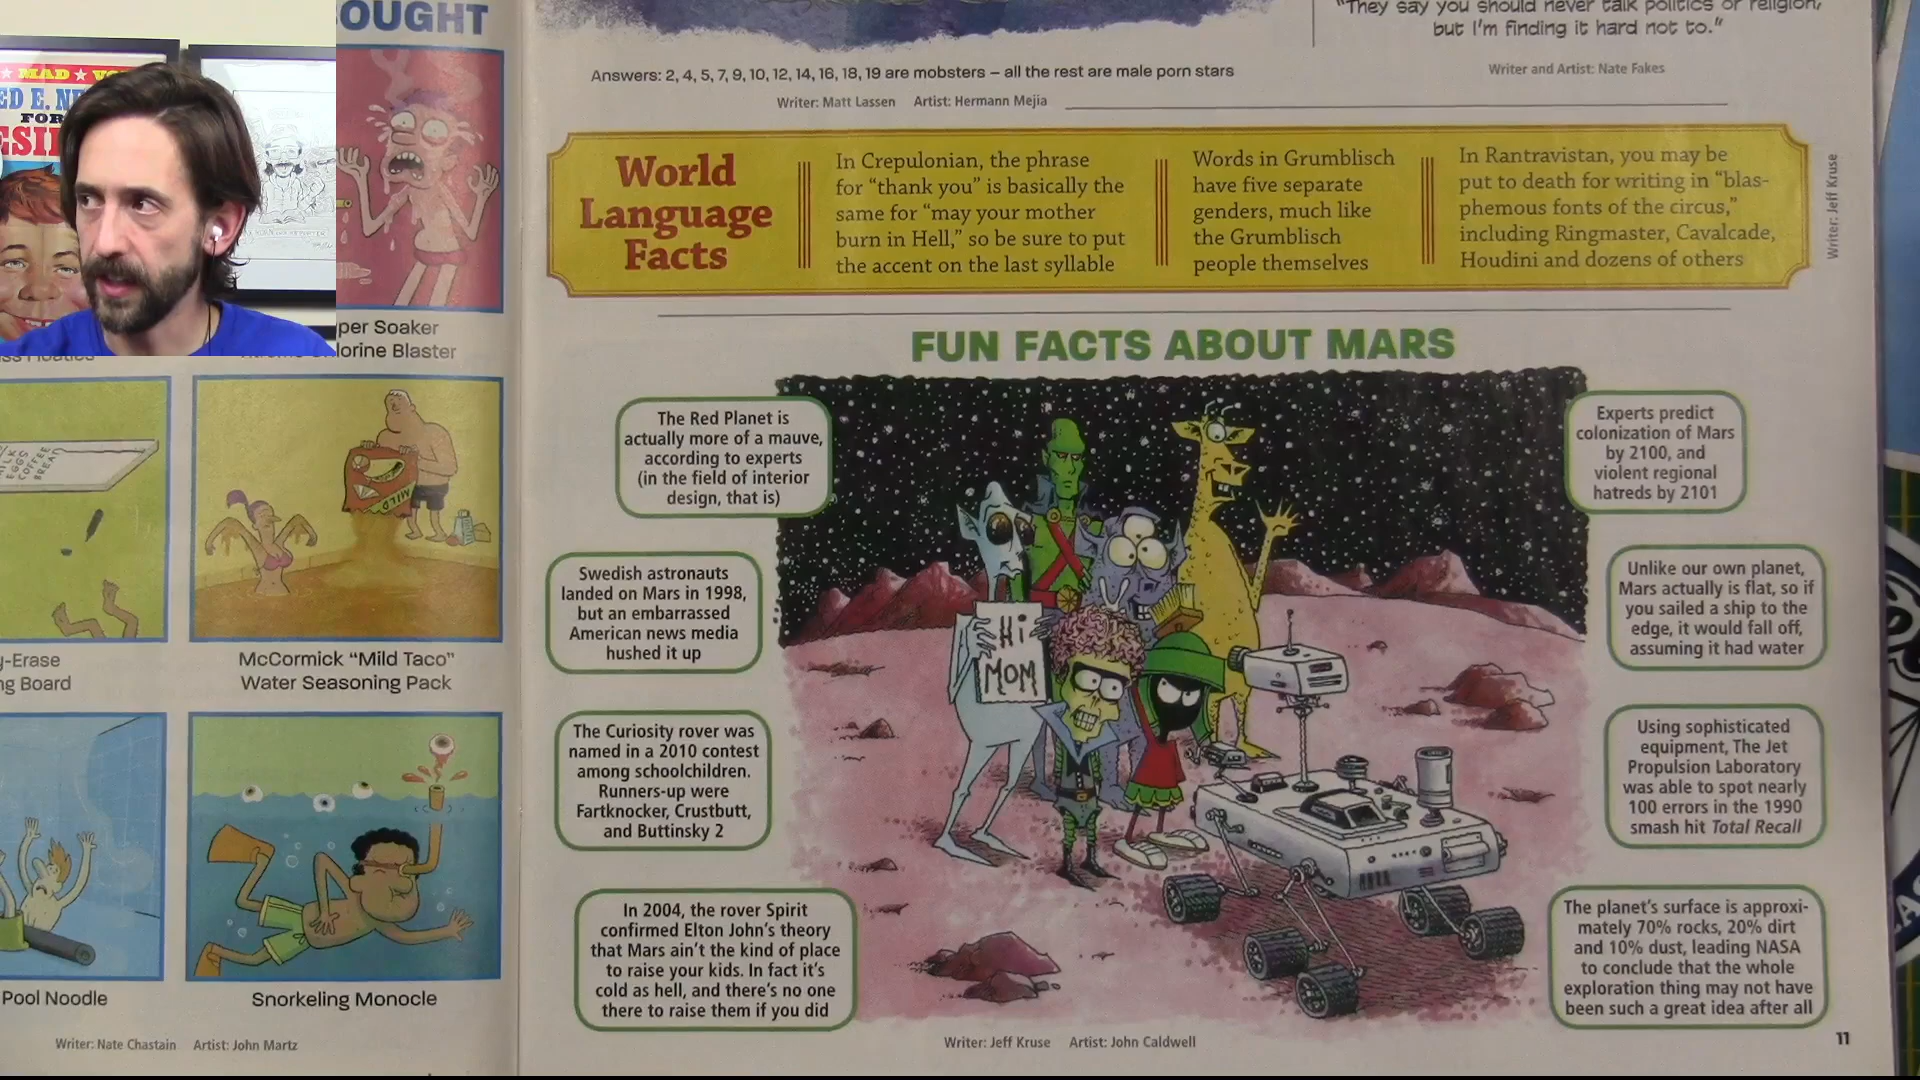 OUGHT
★ MAD ★
ED E. NE
FOR
ESI
per Soaker
lorine Blaster
MILK
EGGS
COFFEE
BREAD
MILD
y-Erase
ng Board
McCormick “Mild Taco”
Water Seasoning Pack
Pool Noodle
Snorkeling Monocle
Writer: Nate Chastain Artist: John Martz
“They say you should never talk politics or religion,
but I’m finding it hard not to.”
Writer and Artist: Nate Fakes
Answers: 2, 4, 5, 7, 9, 10, 12, 14, 16, 18, 19 are mobsters – all the rest are male porn stars
Writer: Matt Lassen Artist: Hermann Mejia
World
Language
Facts
In Crepulonian, the phrase
for “thank you” is basically the
same for “may your mother
burn in Hell,” so be sure to put
the accent on the last syllable
Words in Grumblisch
have five separate
genders, much like
the Grumblisch
people themselves
In Rantravistan, you may be
put to death for writing in “blas-
phemous fonts of the circus,”
including Ringmaster, Cavalcade,
Houdini and dozens of others
Writer: Jeff Kruse
FUN FACTS ABOUT MARS
The Red Planet is
actually more of a mauve,
according to experts
(in the field of interior
design, that is)
Swedish astronauts
landed on Mars in 1998,
but an embarrassed
American news media
hushed it up
The Curiosity rover was
named in a 2010 contest
among schoolchildren.
Runners-up were
Fartknocker, Crustbutt,
and Buttinsky 2
In 2004, the rover Spirit
confirmed Elton John’s theory
that Mars ain’t the kind of place
to raise your kids. In fact it’s
cold as hell, and there’s no one
there to raise them if you did
Hi
MOM
Experts predict
colonization of Mars
by 2100, and
violent regional
hatreds by 2101
Unlike our own planet,
Mars actually is flat, so if
you sailed a ship to the
edge, it would fall off,
assuming it had water
Using sophisticated
equipment, The Jet
Propulsion Laboratory
was able to spot nearly
100 errors in the 1990
smash hit Total Recall
The planet’s surface is approxi-
mately 70% rocks, 20% dirt
and 10% dust, leading NASA
to conclude that the whole
exploration thing may not have
been such a great idea after all
Writer: Jeff Kruse Artist: John Caldwell
11